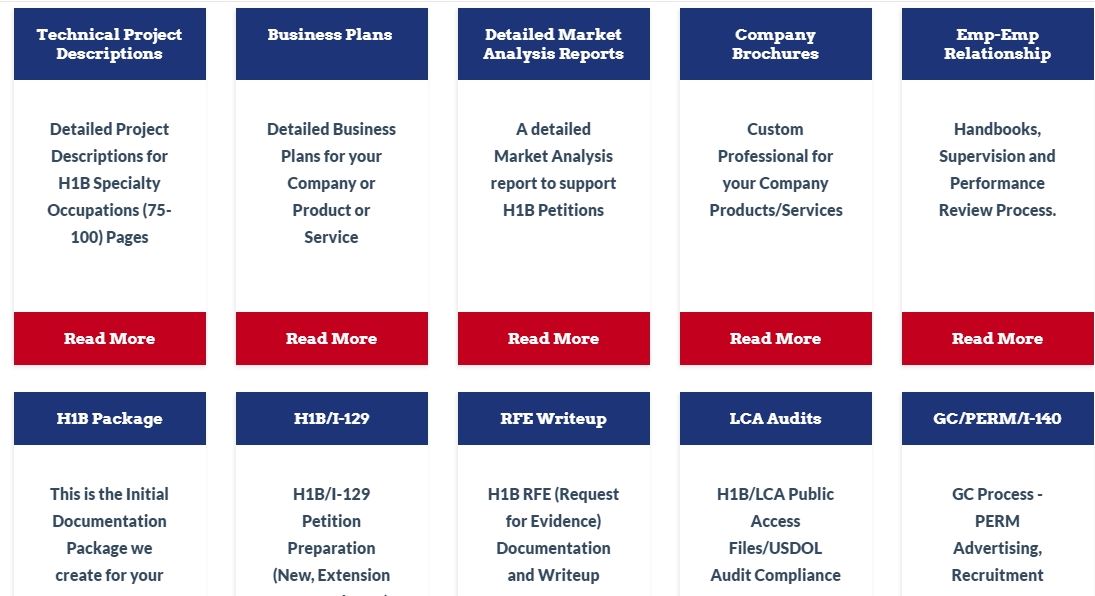 Technical Project
Descriptions
Detailed Project
Descriptions for
H1B Specialty
Occupations (75-
100) Pages
Read More
Business Plans
Detailed Business
Plans for your
Company or
Product or
Service
Read More
Detailed Market
Analysis Reports
A detailed
Market Analysis
report to support
H1B Petitions
Read More
Company
Brochures
Custom
Professional for
your Company
Products/Services
Read More
Emp-Emp
Relationship
Handbooks,
Supervision and
Performance
Review Process.
Read More
H1B Package
This is the Initial
Documentation
Package we
create for your
H1B/I-129
H1B/I-129
Petition
Preparation
(New, Extension
RFE Writeup
H1B RFE (Request
for Evidence)
Documentation
and Writeup
LCA Audits
H1B/LCA Public
Access
Files/USDOL
Audit Compliance
GC/PERM/I-140
GC Process -
PERM
Advertising,
Recruitment